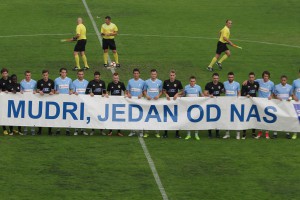 MUDRI, JEDAN OD NAS